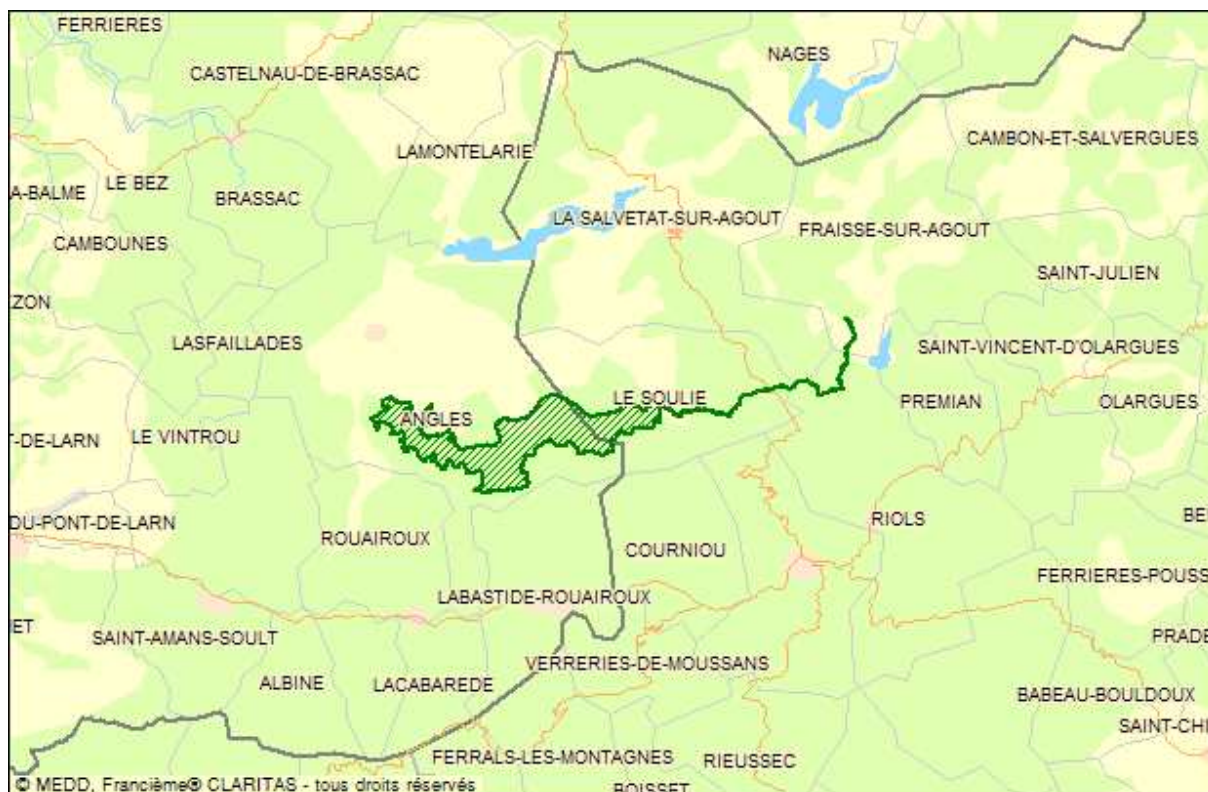 FERRIERES
NAGES
CASTELNAU-DE-BRASSAC
CAMBON-ET-SALVERGUES
LAMONTELARIE
LE BEZ
A-BALME
BRASSAC
LA SALVETAT-SUR-AGOUT
FRAISSE-SUR-AGOUT
CAMBOUNES
SAINT-JULIEN
ZON
LASFAILLADES
SAINT-VINCENT-D'OLARGUES
LE SOULIE
PREMIAN
OLARGUES
ANGLES
T-DE-LARN
LE VINTROU
DU-PONT-DE-LARN
RIOLS
BE
ROUAIROUX
COURNIOU
FERRIERES-POUSS
LABASTIDE-ROUAIROUX
ET
SAINT-AMANS-SOULT
PRADE
VERRERIES-DE-MOUSSANS
ALBINE
LACABAREDE
BABEAU-BOULDOUX
SAINT-CHI
FERRALS-LES-MONTAGNES
RIEUSSEC
© MEDD, Francième® CLARITAS - tous droits réservés
BOISSET